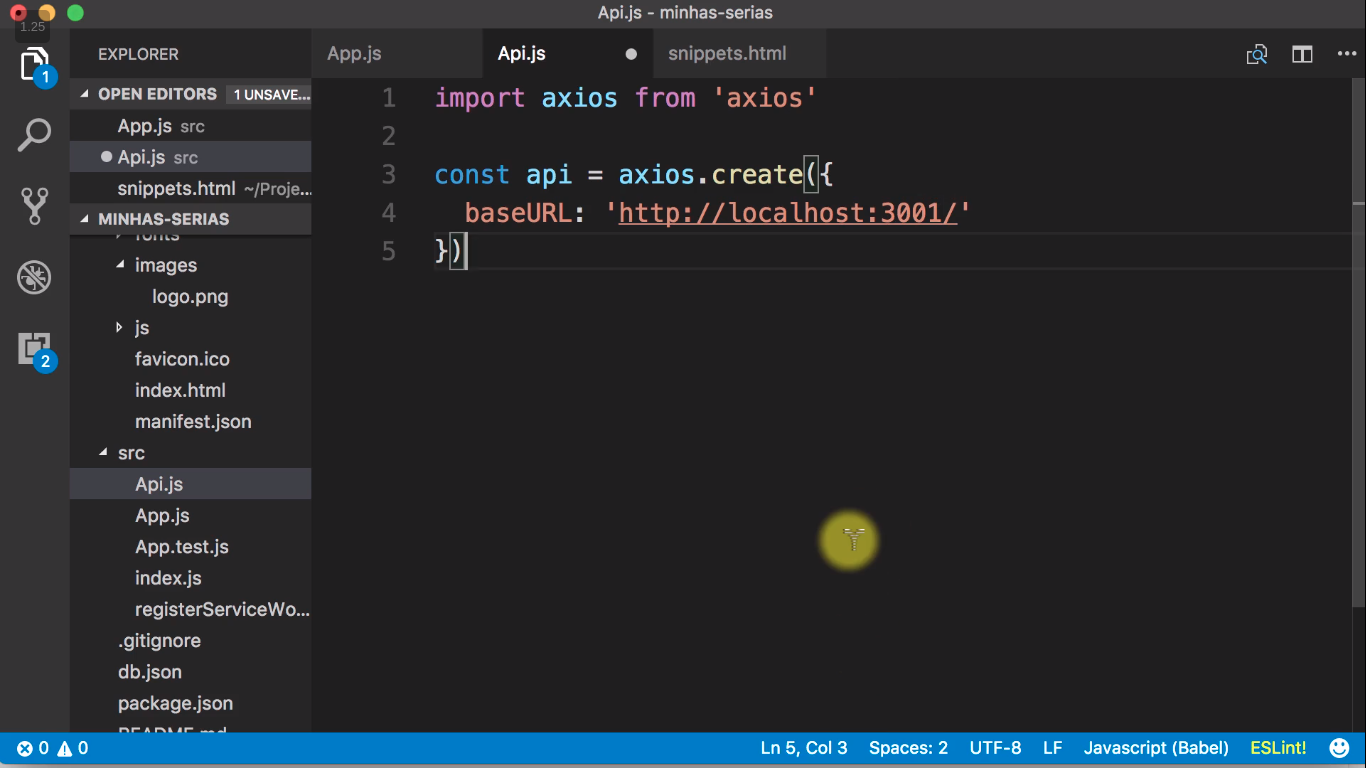 Api.js - minhas-serias
1.25
1
2
EXPLORER
OPEN EDITORS 1 UNSAVE...
App.js src
Api.js src
snippets.html ~/Proje...
MINHAS-SERIAS
fonts
images
logo.png
js
favicon.ico
index.html
manifest.json
src
Api.js
App.js
App.test.js
index.js
registerServiceWo...
.gitignore
db.json
package.json
README.md
App.js Api.js snippets.html
1 import axios from 'axios'
2
3 const api = axios.create({
4 baseURL: 'http://localhost:3001/'
5 })
0 0 Ln 5, Col 3 Spaces: 2 UTF-8 LF Javascript (Babel) ESLint!